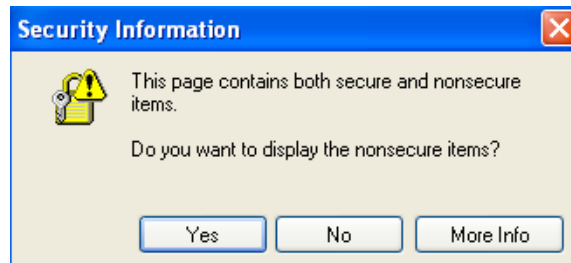 Security Information
This page contains both secure and nonsecure
items.
Do you want to display the nonsecure items?
Yes
No
More Info